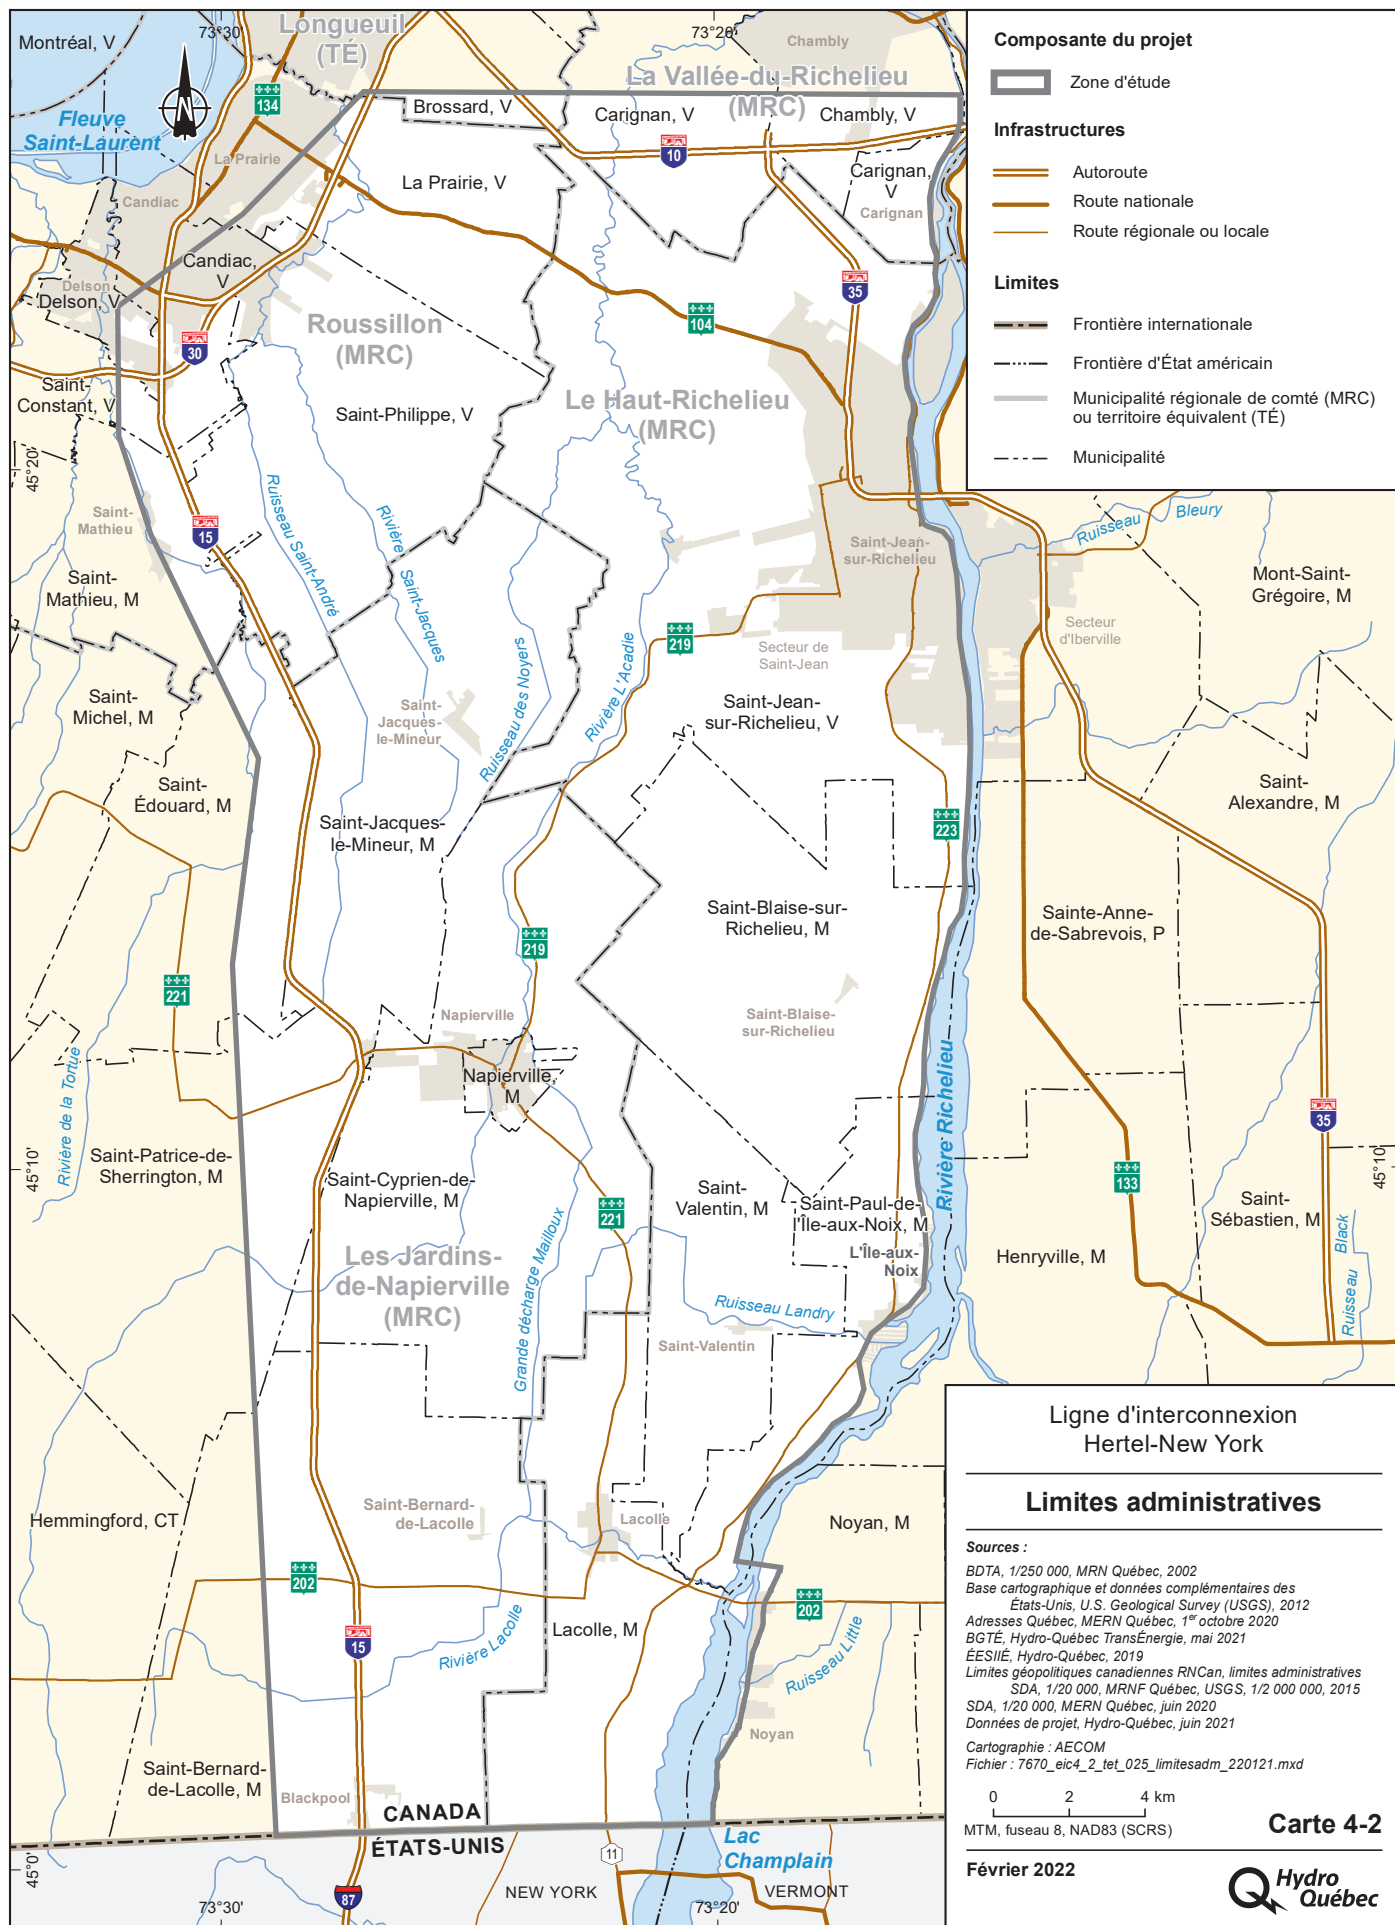 Montréal, V
73°30'
Longueuil
(TÉ)
73°20'
Chambly
La Vallée-du-Richelieu
(MRC)
134
Brossard, V
Carignan, V
Chambly, V
Fleuve
Saint-Laurent
N
10
La Prairie
La Prairie, V
Carignan,
V
Carignan
Candiac
Candiac,
V
Delson
Delson, V
35
Roussillon
(MRC)
104
30
Saint-
Constant, V
Saint-Philippe, V
Le Haut-Richelieu
(MRC)
45°20'
Saint-
Mathieu
15
Ruisseau Saint-André
Rivière
Saint-Jacques
Saint-Jean-
sur-Richelieu
Ruisseau
Bleury
Saint-
Mathieu, M
Mont-Saint-
Grégoire, M
Secteur
d'Iberville
219
Secteur de
Saint-Jean
Ruisseau des Noyers
Rivière L'Acadie
Saint-
Michel, M
Saint-
Jacques-
le-Mineur
Saint-Jean-
sur-Richelieu, V
Saint-
Édouard, M
Saint-
Alexandre, M
Saint-Jacques-
le-Mineur, M
223
Saint-Blaise-sur-
Richelieu, M
Sainte-Anne-
de-Sabrevois, P
219
221
Napierville
Saint-Blaise-
sur-Richelieu
Rivière de la Tortue
Napierville,
M
Rivière Richelieu
35
45°10'
Saint-Patrice-de-
Sherrington, M
Saint-Cyprien-de-
Napierville, M
Saint-
Valentin, M
Saint-Paul-de-
l'Île-aux-Noix, M
133
45°10'
Saint-
Sébastien, M
221
L'Île-aux-
Noix
Henryville, M
Ruisseau
Black
Les Jardins-
de-Napierville
(MRC)
Grande décharge Mailloux
Ruisseau Landry
Saint-Valentin
Hemmingford, CT
Saint-Bernard-
de-Lacolle
Lacolle
Noyan, M
202
202
15
Rivière Lacolle
Lacolle, M
Ruisseau Little
Noyan
Saint-Bernard-
de-Lacolle, M
Blackpool
CANADA
ÉTATS-UNIS
Lac
Champlain
45°0'
11
87
NEW YORK
VERMONT
73°30'
73°20'
Composante du projet
Zone d'étude
Infrastructures
Autoroute
Route nationale
Route régionale ou locale
Limites
Frontière internationale
Frontière d'État américain
Municipalité régionale de comté (MRC)
ou territoire équivalent (TÉ)
Municipalité
Ligne d'interconnexion
Hertel-New York
Limites administratives
Sources :
BDTA, 1/250 000, MRN Québec, 2002
Base cartographique et données complémentaires des
États-Unis, U.S. Geological Survey (USGS), 2012
Adresses Québec, MERN Québec, 1er octobre 2020
BGTÉ, Hydro-Québec TransÉnergie, mai 2021
ÉESIIÉ, Hydro-Québec, 2019
Limites géopolitiques canadiennes RNCan, limites administratives
SDA, 1/20 000, MRNF Québec, USGS, 1/2 000 000, 2015
SDA, 1/20 000, MERN Québec, juin 2020
Données de projet, Hydro-Québec, juin 2021
Cartographie : AECOM
Fichier : 7670_eic4_2_tet_025_limitesadm_220121.mxd
0 2 4 km
MTM, fuseau 8, NAD83 (SCRS)
Carte 4-2
Février 2022
Hydro
Québec